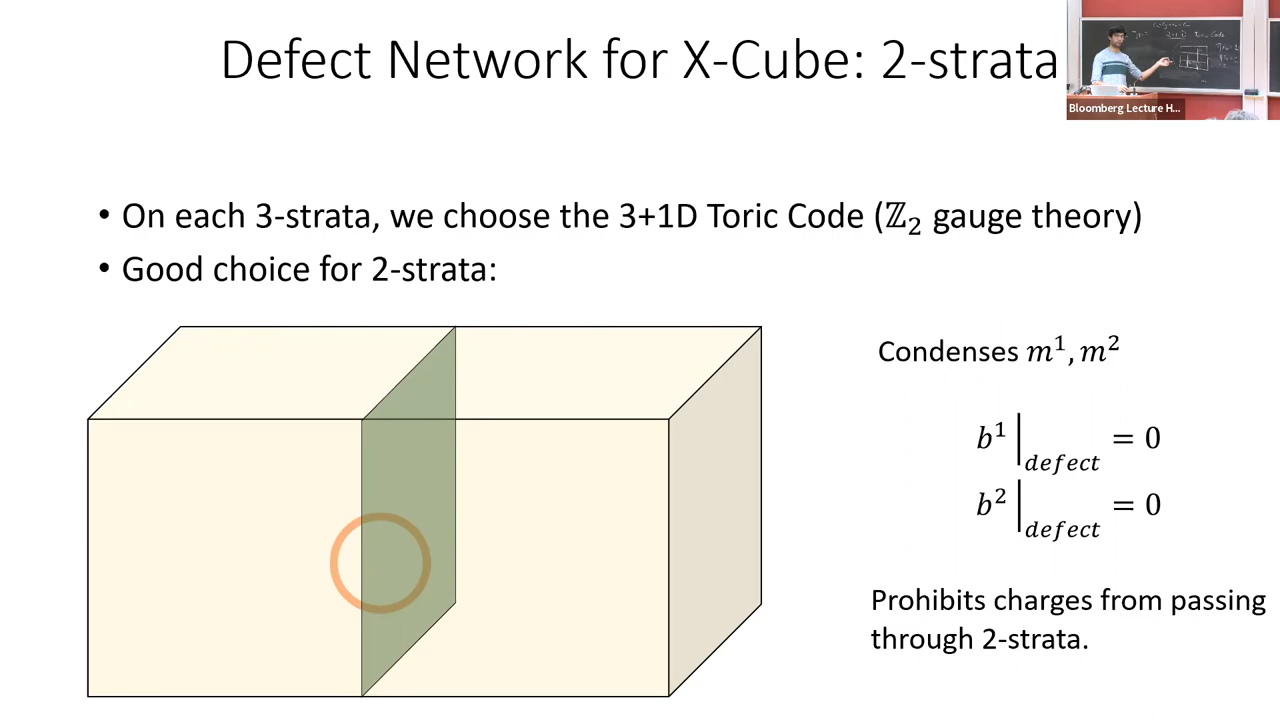 Defect Network for X-Cube: 2-strata
Bloomberg Lecture H...
• On each 3-strata, we choose the 3+1D Toric Code (ℤ₂ gauge theory)
• Good choice for 2-strata:
Condenses 𝑚¹, 𝑚²
𝑏¹|defect = 0
𝑏²|defect = 0
Prohibits charges from passing
through 2-strata.